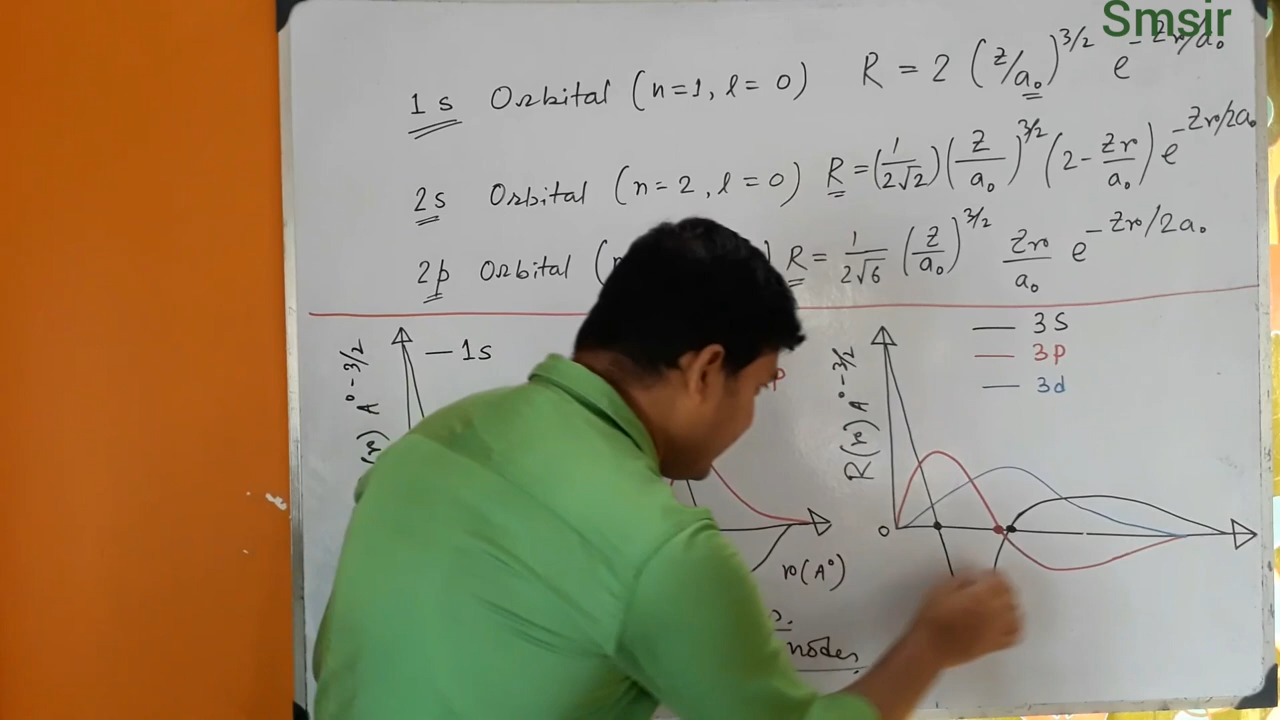 Smsir
1s Orbital (n=1, l=0) R = 2 (Z/a₀)^3/2 e^-Zr/a₀
2s Orbital (n=2, l=0) R = (1/2√2) (Z/a₀)^3/2 (2 - Zr/a₀) e^-Zr/2a₀
2p Orbital ( ) R = 1/2√6 (Z/a₀)^3/2 Zr/a₀ e^-Zr/2a₀
(r) A°-3/2
— 1s
P
r(A°)
nodes
R(r) A°-3/2
— 3S
— 3p
— 3d
0